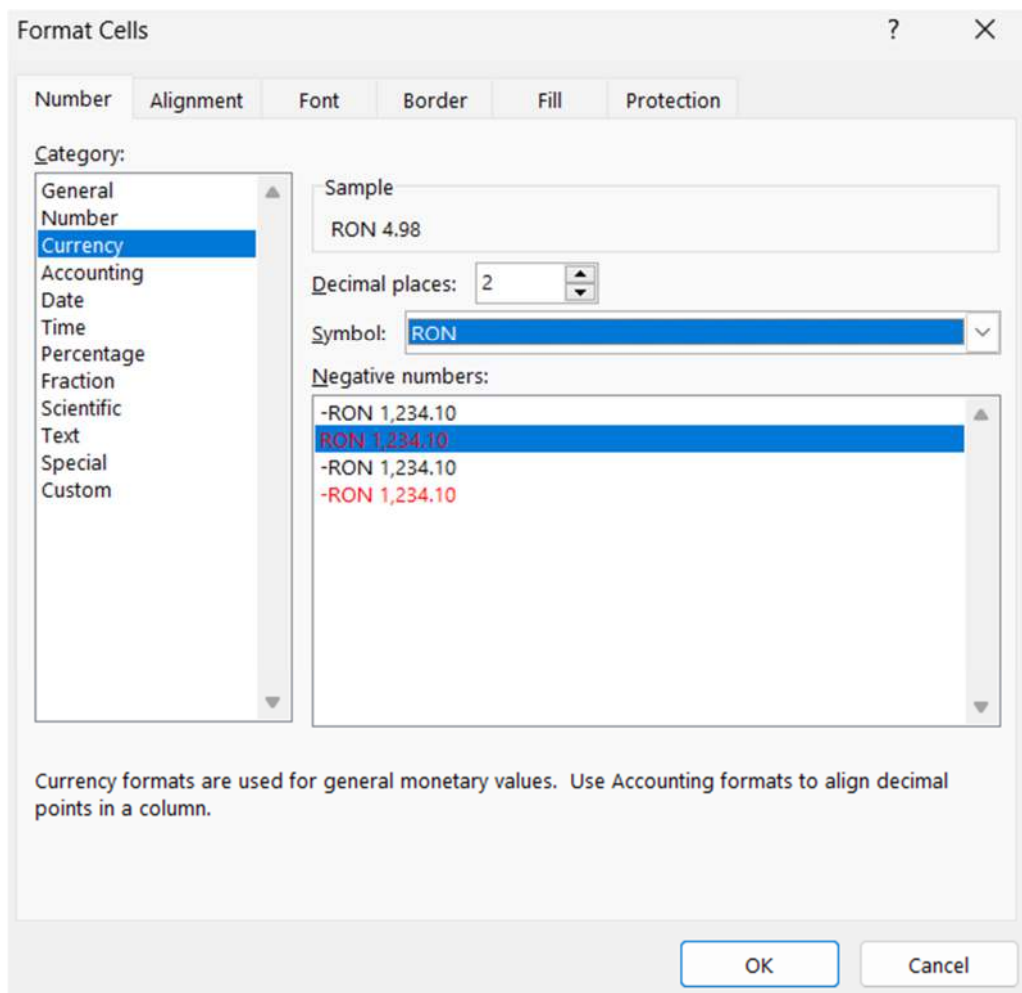 Format Cells
?
Number Alignment Font Border Fill Protection
Category:
General
Number
Currency
Accounting
Date
Time
Percentage
Fraction
Scientific
Text
Special
Custom
Sample
RON 4.98
Decimal places: 2
Symbol: RON
Negative numbers:
-RON 1,234.10
RON 1,234.10
-RON 1,234.10
-RON 1,234.10
Currency formats are used for general monetary values. Use Accounting formats to align decimal
points in a column.
OK Cancel